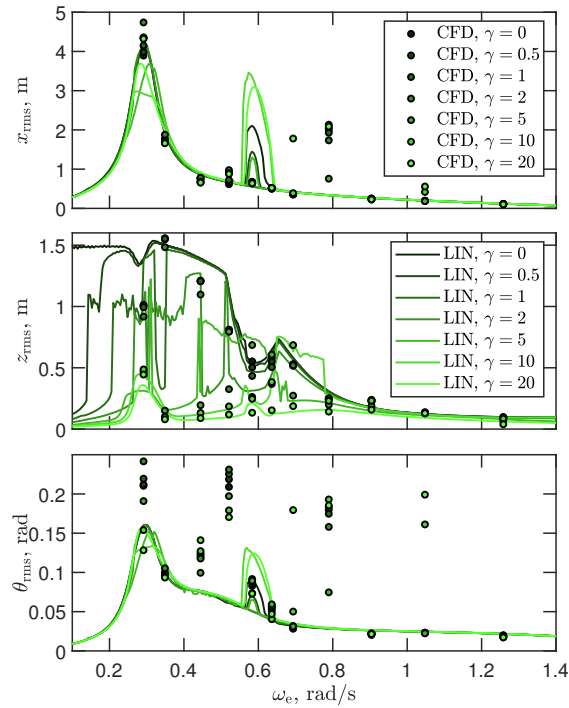 5
4
3
2
1
0
x_rms, m
CFD, γ = 0
CFD, γ = 0.5
CFD, γ = 1
CFD, γ = 2
CFD, γ = 5
CFD, γ = 10
CFD, γ = 20
1.5
1
0.5
0
z_rms, m
LIN, γ = 0
LIN, γ = 0.5
LIN, γ = 1
LIN, γ = 2
LIN, γ = 5
LIN, γ = 10
LIN, γ = 20
0.2
0.15
0.1
0.05
0
θ_rms, rad
0.2 0.4 0.6 0.8 1 1.2 1.4
ω_e, rad/s